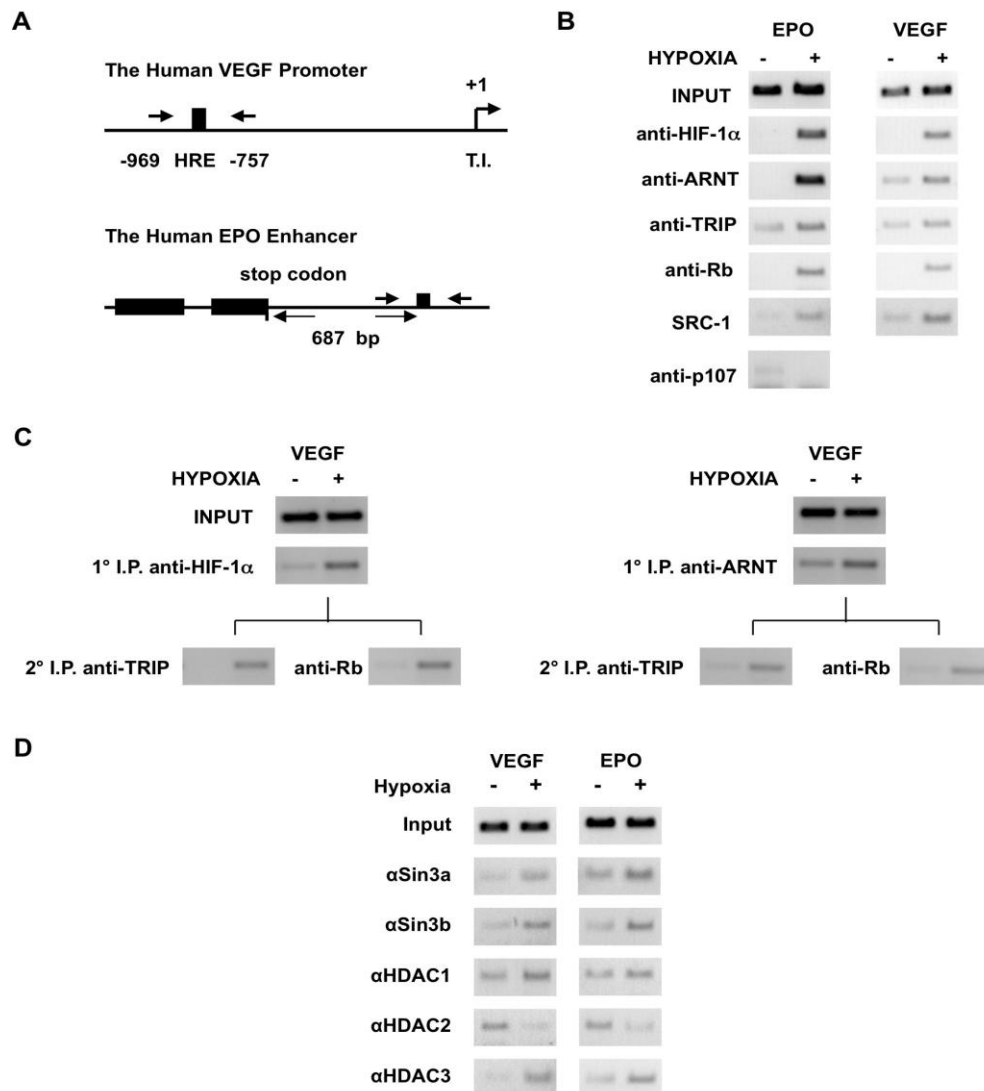 A
The Human VEGF Promoter
+1
-969 HRE -757 T.I.
The Human EPO Enhancer
stop codon
687 bp
B
EPO VEGF
HYPOXIA - + - +
INPUT
anti-HIF-1α
anti-ARNT
anti-TRIP
anti-Rb
SRC-1
anti-p107
C
VEGF
HYPOXIA - +
INPUT
1° I.P. anti-HIF-1α
2° I.P. anti-TRIP anti-Rb
VEGF
HYPOXIA - +
INPUT
1° I.P. anti-ARNT
2° I.P. anti-TRIP anti-Rb
D
VEGF EPO
Hypoxia - + - +
Input
αSin3a
αSin3b
αHDAC1
αHDAC2
αHDAC3